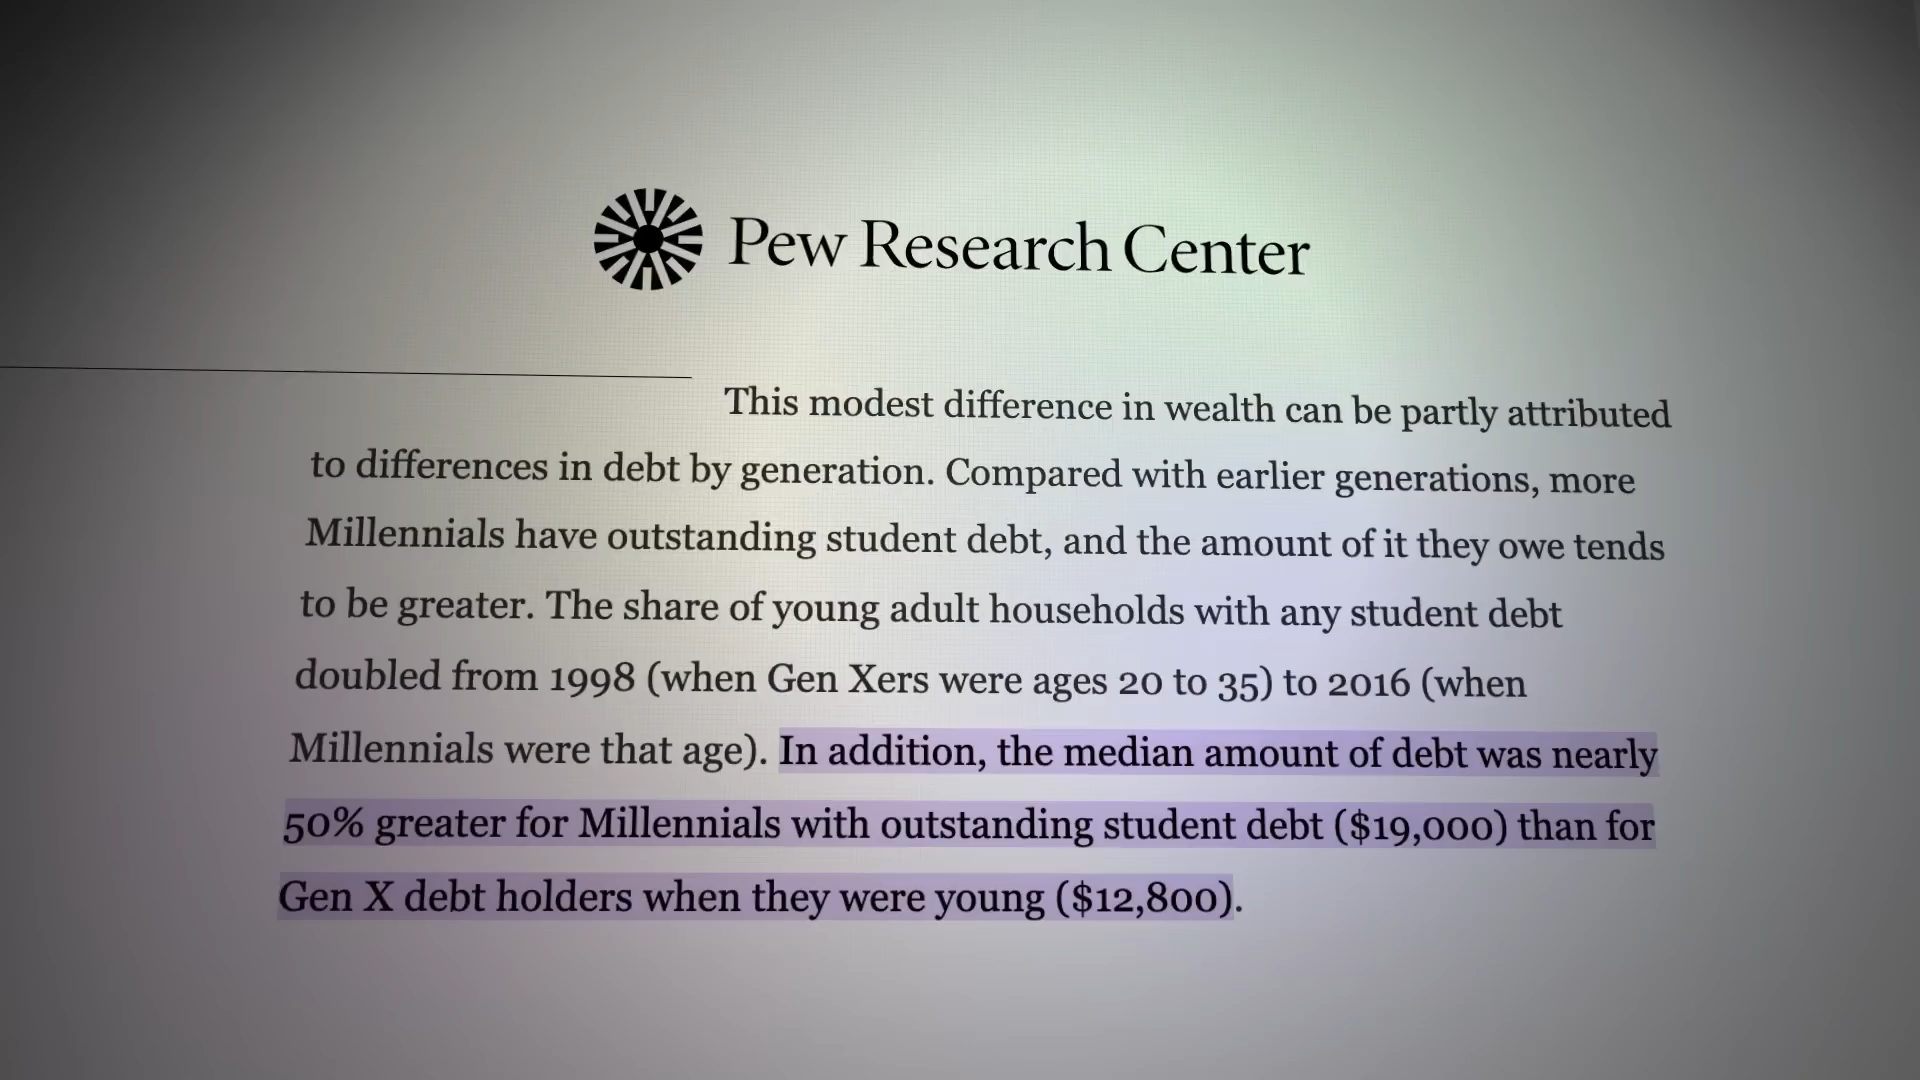 Pew Research Center
This modest difference in wealth can be partly attributed
to differences in debt by generation. Compared with earlier generations, more
Millennials have outstanding student debt, and the amount of it they owe tends
to be greater. The share of young adult households with any student debt
doubled from 1998 (when Gen Xers were ages 20 to 35) to 2016 (when
Millennials were that age). In addition, the median amount of debt was nearly
50% greater for Millennials with outstanding student debt ($19,000) than for
Gen X debt holders when they were young ($12,800).